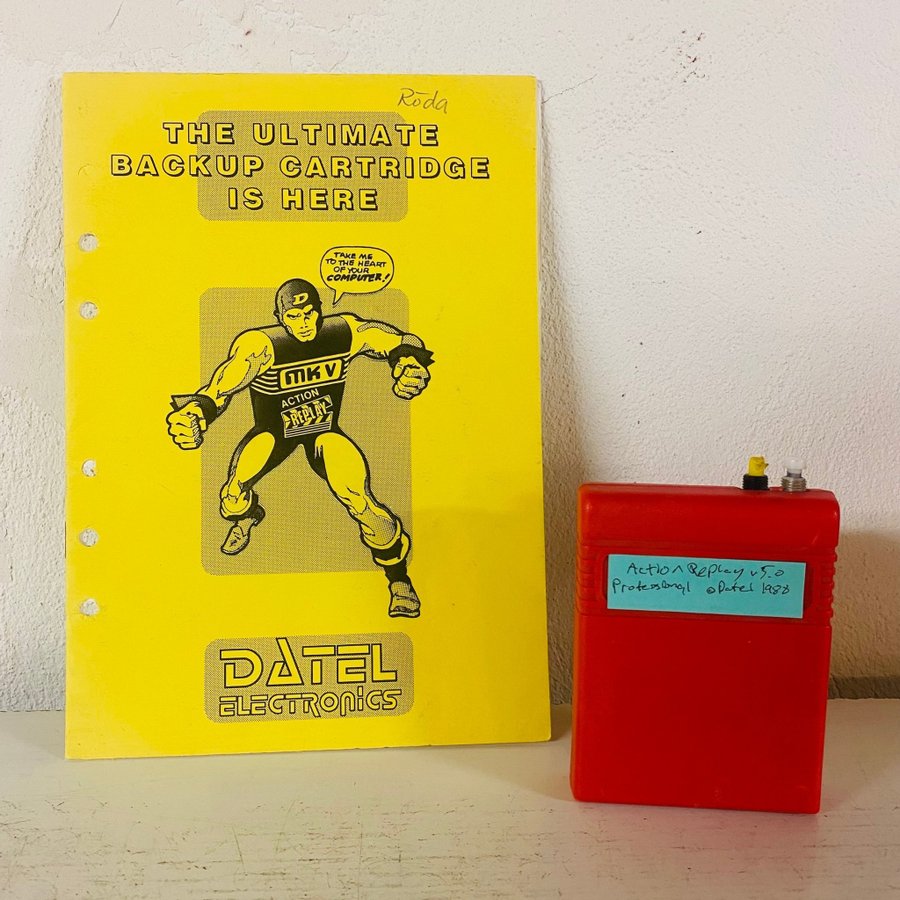 Röda
THE ULTIMATE
BACKUP CARTRIDGE
IS HERE
TAKE ME
TO THE HEART
OF YOUR
COMPUTER!
D
MK V
ACTION
REPLAY
DATEL
ELECTRONICS
Action Replay v5.0
Professional ©Datel 1988